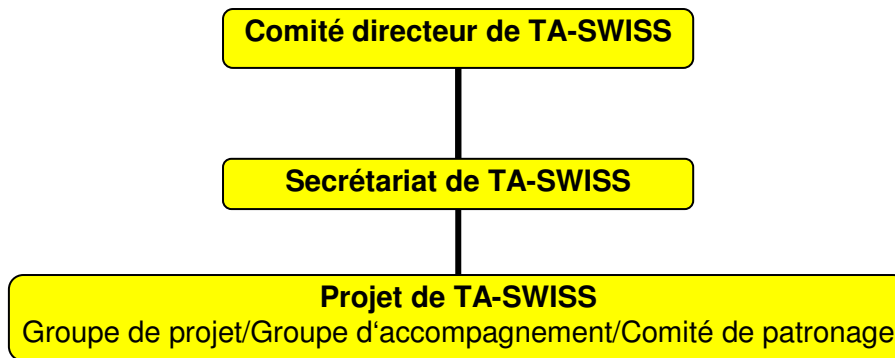 Comité directeur de TA-SWISS
Secrétariat de TA-SWISS
Projet de TA-SWISS
Groupe de projet/Groupe d‘accompagnement/Comité de patronage